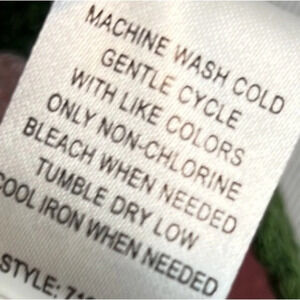 MACHINE WASH COLD
GENTLE CYCLE
WITH LIKE COLORS
ONLY NON-CHLORINE
BLEACH WHEN NEEDED
TUMBLE DRY LOW
COOL IRON WHEN NEEDED
STYLE: